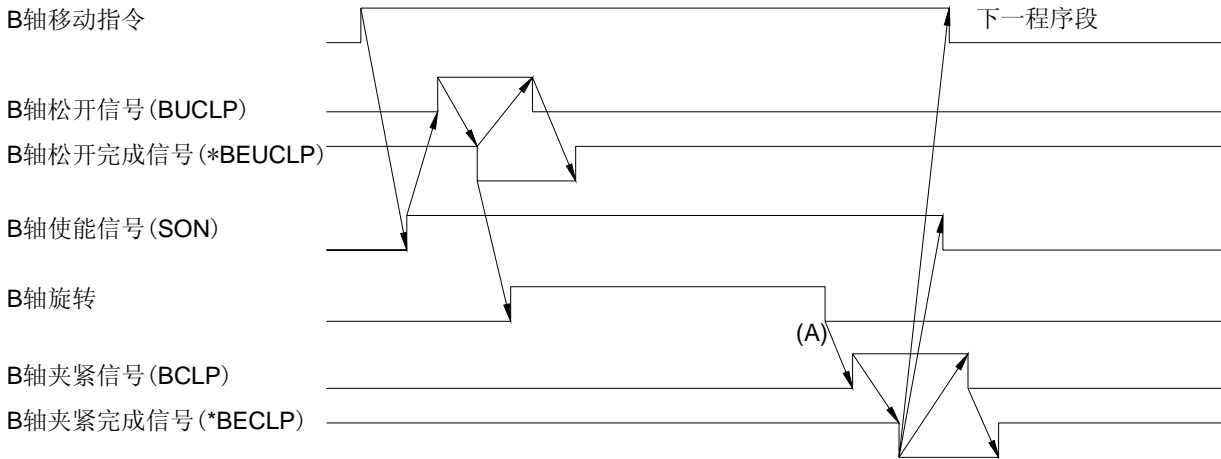 B轴移动指令
下一程序段
B轴松开信号(BUCLP)
B轴松开完成信号(*BEUCLP)
B轴使能信号(SON)
B轴旋转
(A)
B轴夹紧信号(BCLP)
B轴夹紧完成信号(*BECLP)